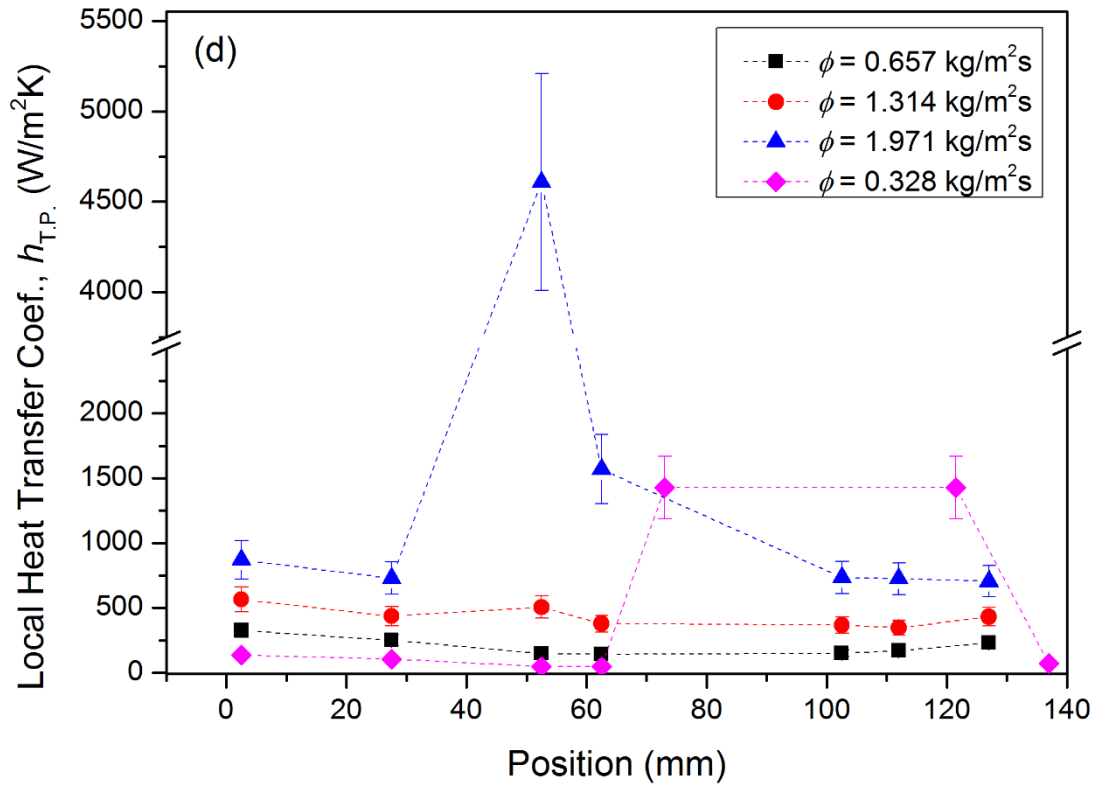 (d)
ϕ = 0.657 kg/m²s
ϕ = 1.314 kg/m²s
ϕ = 1.971 kg/m²s
ϕ = 0.328 kg/m²s
Local Heat Transfer Coef., h_T.P. (W/m²K)
5500
5000
4500
4000
2000
1500
1000
500
0
0 20 40 60 80 100 120 140
Position (mm)